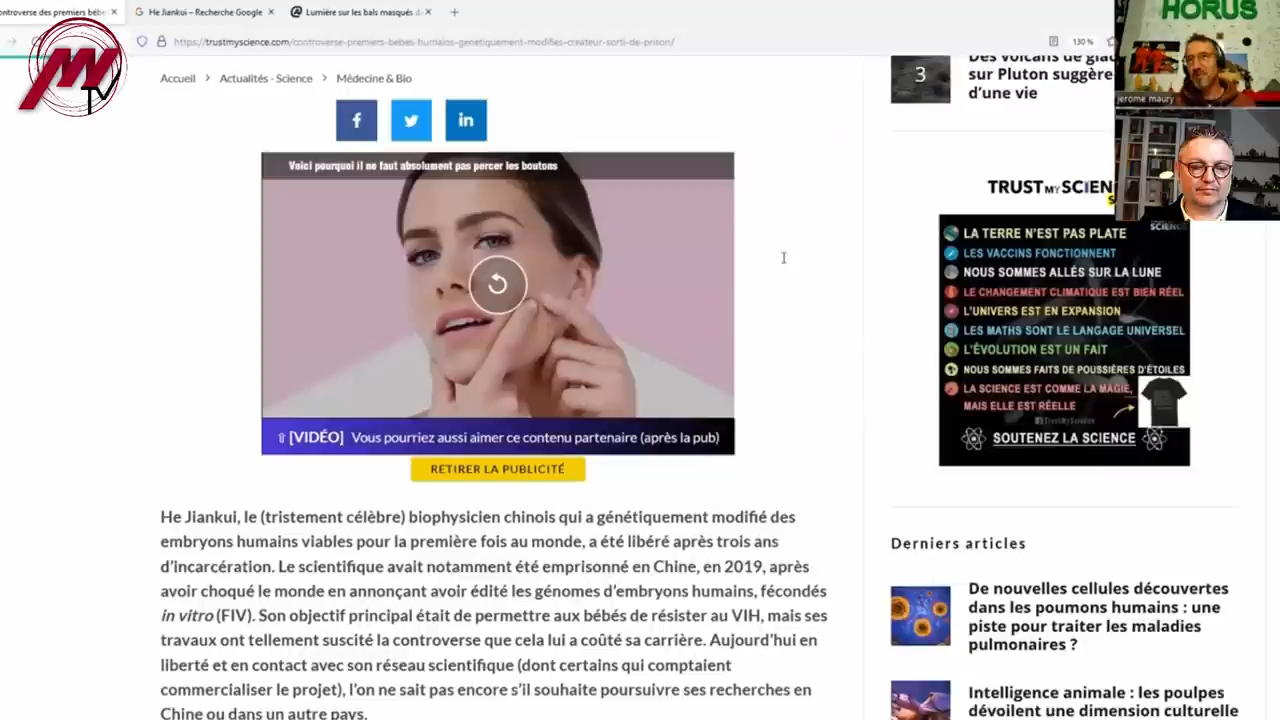 ontroverse des premiers bébé
He Jiankui – Recherche Google
Lumière sur les bals masqués d
https://trustmyscience.com/controverse-premiers-bebes-humains-genetiquement-modifies-createur-sorti-de-prison/
130 %
HORUS
jerome maury
TV
Accueil > Actualités - Science > Médecine & Bio
Voici pourquoi il ne faut absolument pas percer les boutons
⇧ [VIDÉO] Vous pourriez aussi aimer ce contenu partenaire (après la pub)
RETIRER LA PUBLICITÉ
He Jiankui, le (tristement célèbre) biophysicien chinois qui a génétiquement modifié des
embryons humains viables pour la première fois au monde, a été libéré après trois ans
d'incarcération. Le scientifique avait notamment été emprisonné en Chine, en 2019, après
avoir choqué le monde en annonçant avoir édité les génomes d'embryons humains, fécondés
in vitro (FIV). Son objectif principal était de permettre aux bébés de résister au VIH, mais ses
travaux ont tellement suscité la controverse que cela lui a coûté sa carrière. Aujourd'hui en
liberté et en contact avec son réseau scientifique (dont certains qui comptaient
commercialiser le projet), l'on ne sait pas encore s'il souhaite poursuivre ses recherches en
Chine ou dans un autre pays.
3
Des volcans de glac
sur Pluton suggère
d'une vie
TRUST MY SCIEN
SCIENCE
LA TERRE N'EST PAS PLATE
LES VACCINS FONCTIONNENT
NOUS SOMMES ALLÉS SUR LA LUNE
LE CHANGEMENT CLIMATIQUE EST BIEN RÉEL
L'UNIVERS EST EN EXPANSION
LES MATHS SONT LE LANGAGE UNIVERSEL
L'ÉVOLUTION EST UN FAIT
NOUS SOMMES FAITS DE POUSSIÈRES D'ÉTOILES
LA SCIENCE EST COMME LA MAGIE,
MAIS ELLE EST RÉELLE
SOUTENEZ LA SCIENCE
Derniers articles
De nouvelles cellules découvertes
dans les poumons humains : une
piste pour traiter les maladies
pulmonaires ?
Intelligence animale : les poulpes
dévoilent une dimension culturelle